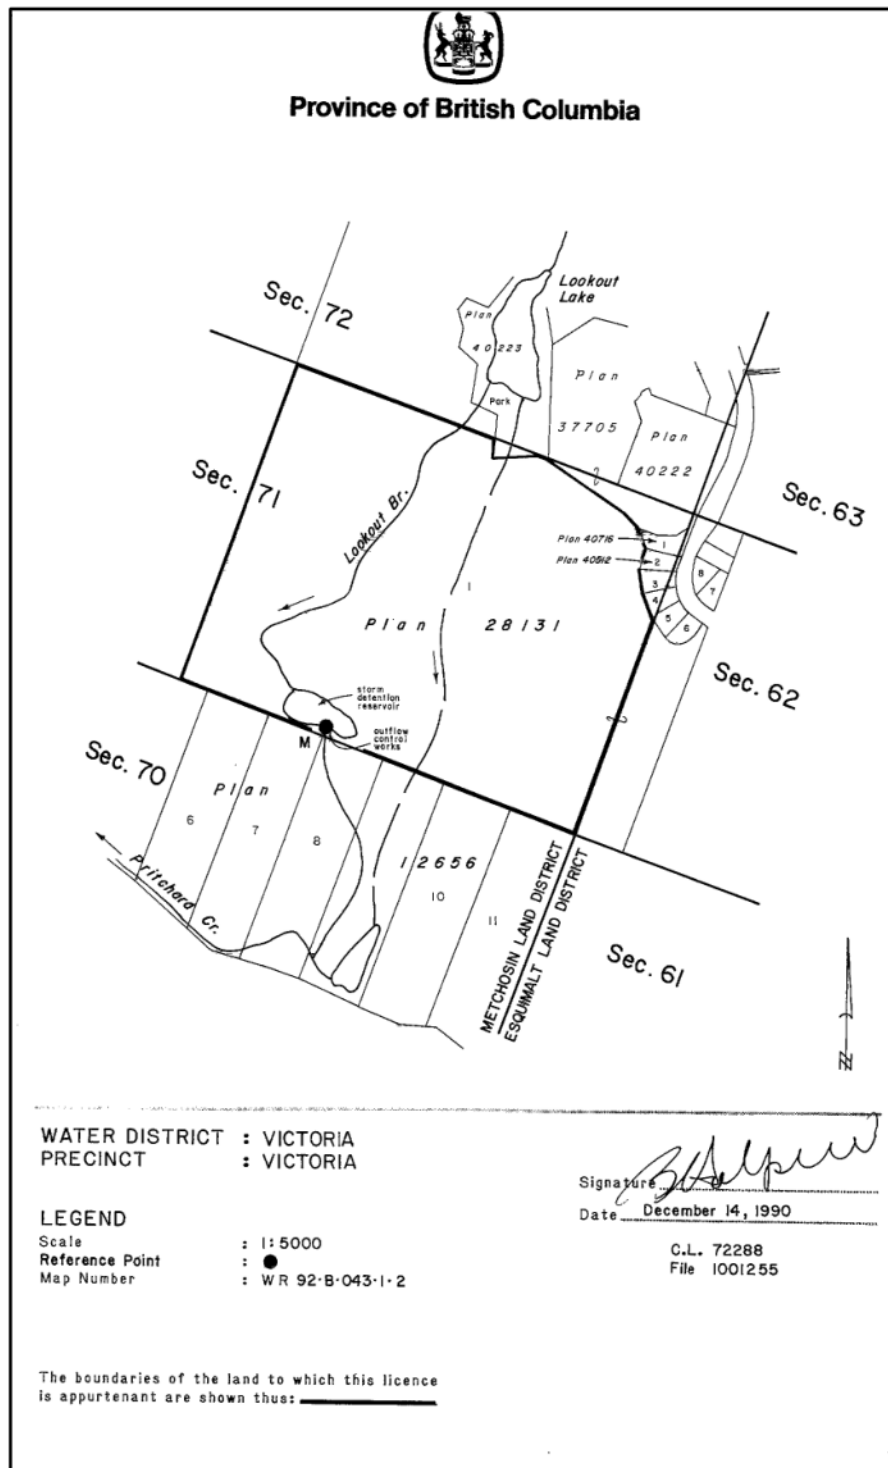 Province of British Columbia
Lookout
Lake
Sec. 72
Plan
40223
Plan
Park
37705
Plan
40222
Sec. 71
Sec. 63
Lookout Br.
Plan 40716
1
Plan 40512
2
3
4
5
6
8
7
1
Plan 28131
Sec. 62
storm
detention
reservoir
M
outflow
control
works
Sec. 70
Plan
6
7
8
12656
10
11
Pritchard Cr.
METCHOSIN LAND DISTRICT
ESQUIMALT LAND DISTRICT
Sec. 61
N
WATER DISTRICT : VICTORIA
PRECINCT : VICTORIA
Signature
Date December 14, 1990
LEGEND
Scale : 1:5000
Reference Point :
Map Number : WR 92-B-043-1-2
C.L. 72288
File 1001255
The boundaries of the land to which this licence
is appurtenant are shown thus: